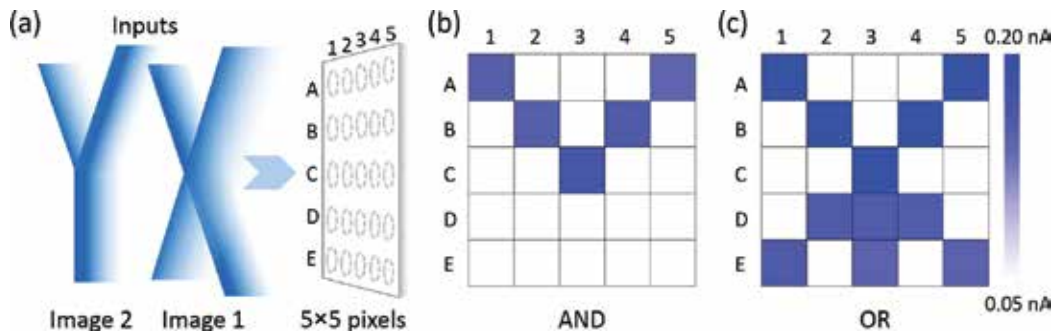 (a)
Inputs
1 2 3 4 5
A
B
C
D
E
Image 2 Image 1 5×5 pixels
(b)
1 2 3 4 5
A
B
C
D
E
AND
(c)
1 2 3 4 5
A
B
C
D
E
OR
0.20 nA
0.05 nA